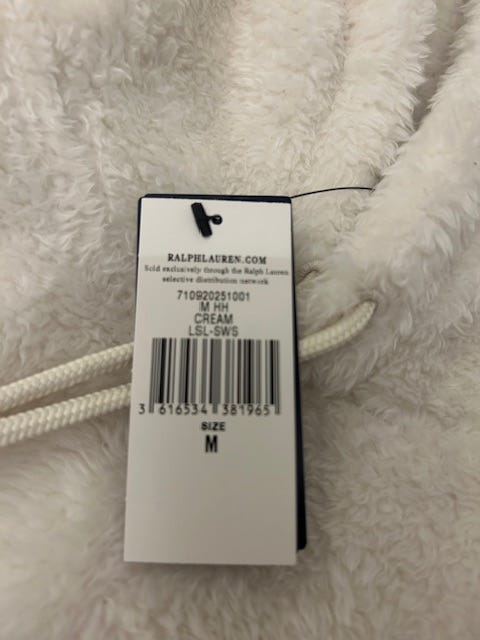 RALPHLAUREN.COM
Sold exclusively through the Ralph Lauren
selective distribution network
710920251001
M HH
CREAM
LSL-SWS
3 616534 381965
SIZE
M